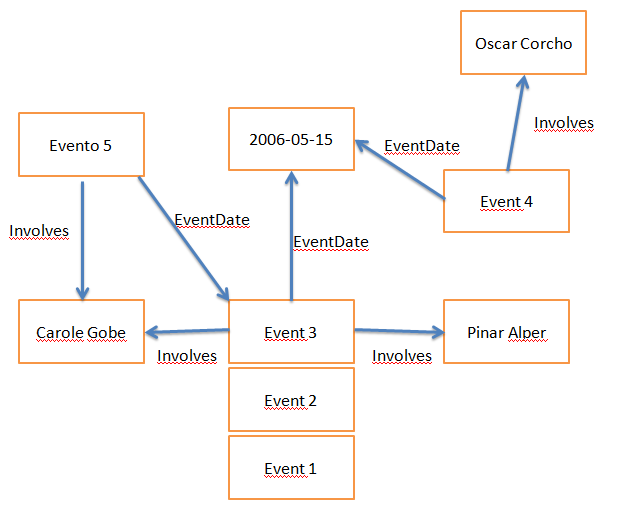 Oscar Corcho
Involves
Evento 5
2006-05-15
EventDate
Event 4
EventDate
Involves
EventDate
Carole Gobe
Event 3
Pinar Alper
Involves
Involves
Event 2
Event 1